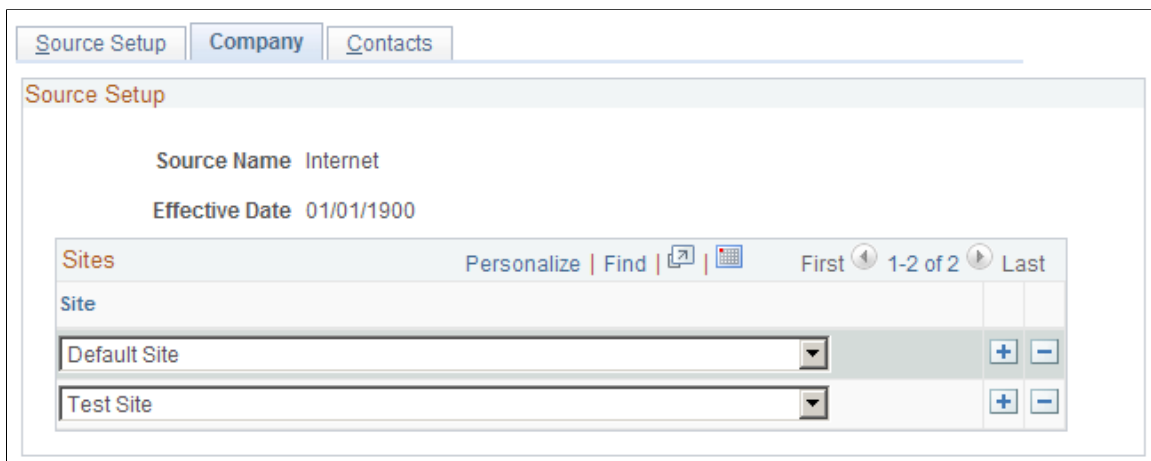 Source Setup Company Contacts
Source Setup
Source Name Internet
Effective Date 01/01/1900
Sites Personalize | Find | | First 1-2 of 2 Last
Site
Default Site
Test Site